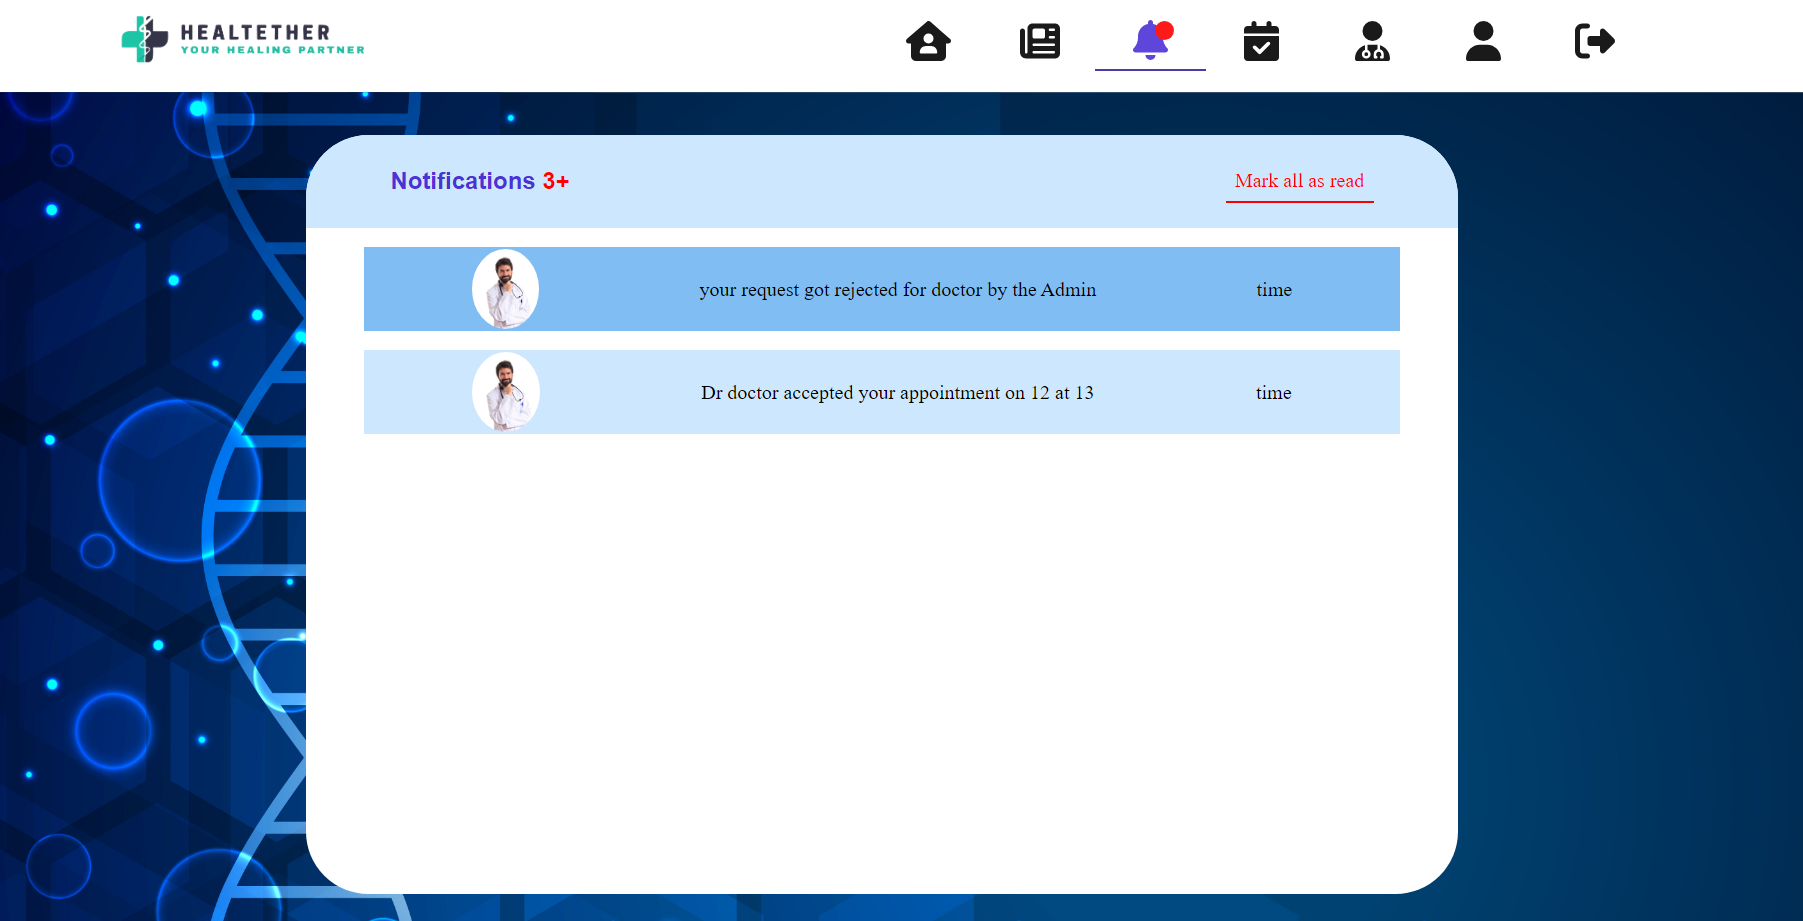 HEALTETHER
YOUR HEALING PARTNER
Notifications 3+
Mark all as read
your request got rejected for doctor by the Admin
time
Dr doctor accepted your appointment on 12 at 13
time